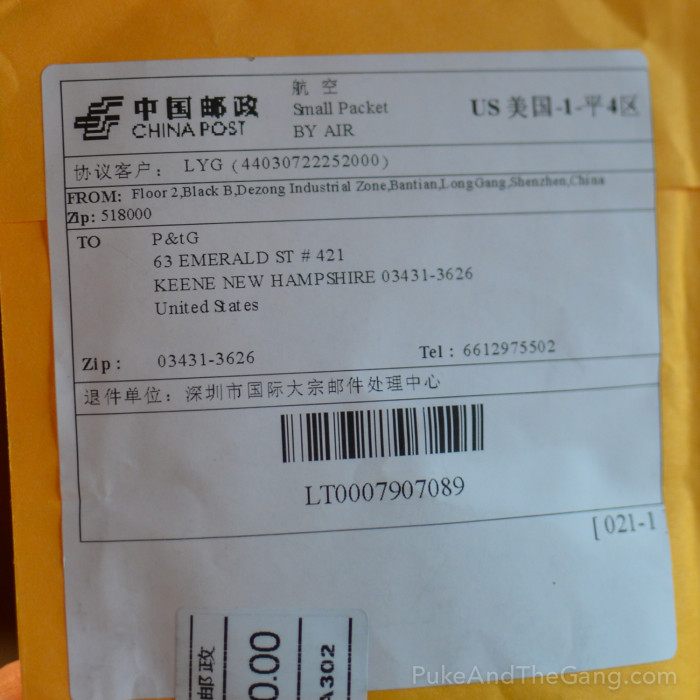 中国邮政
CHINA POST
航 空
Small Packet
BY AIR
US 美国-1-平4区
协议客户: LYG (44030722252000)
FROM: Floor 2,Black B,Dezong Industrial Zone,Bantian,LongGang,Shenzhen,China
Zip: 518000
TO P&tG
63 EMERALD ST # 421
KEENE NEW HAMPSHIRE 03431-3626
United States
Zip: 03431-3626 Tel: 6612975502
退件单位: 深圳市国际大宗邮件处理中心
LT0007907089
[021-1
邮政
0.00
A302
PukeAndTheGang.com